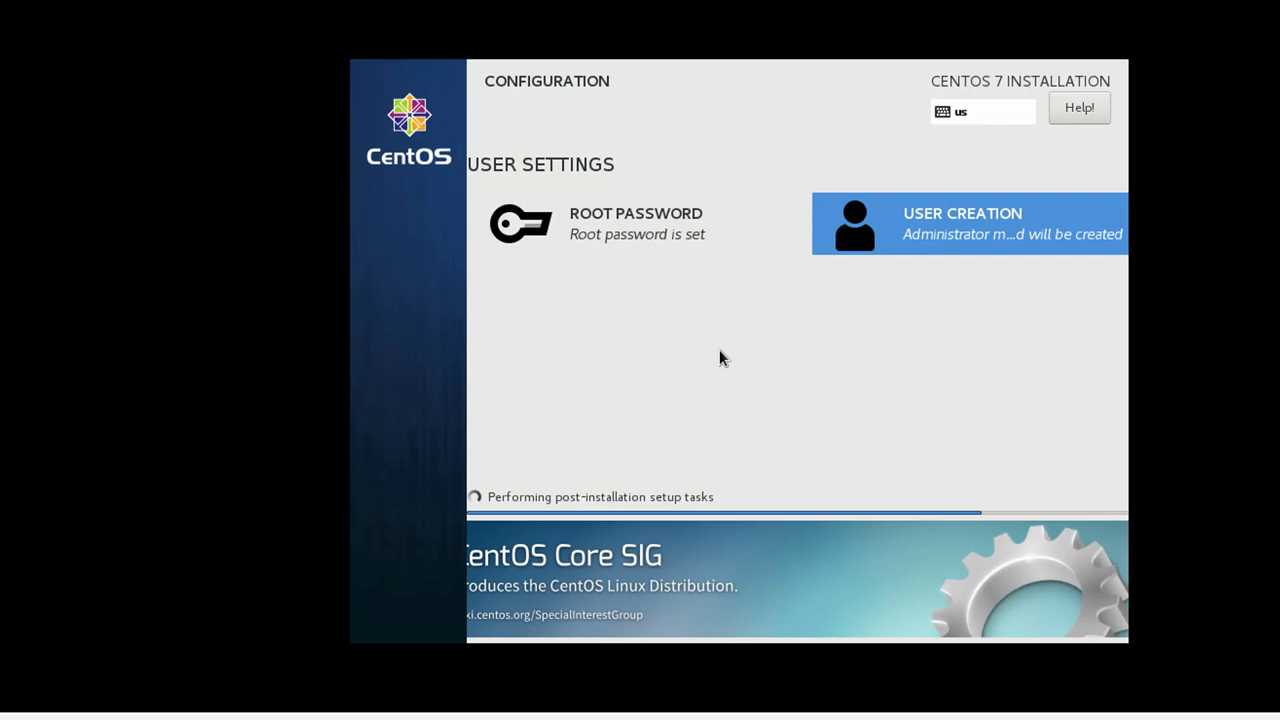 CentOS
CONFIGURATION
CENTOS 7 INSTALLATION
us
Help!
USER SETTINGS
ROOT PASSWORD
Root password is set
USER CREATION
Administrator m...d will be created
Performing post-installation setup tasks
CentOS Core SIG
roduces the CentOS Linux Distribution.
ki.centos.org/SpecialInterestGroup